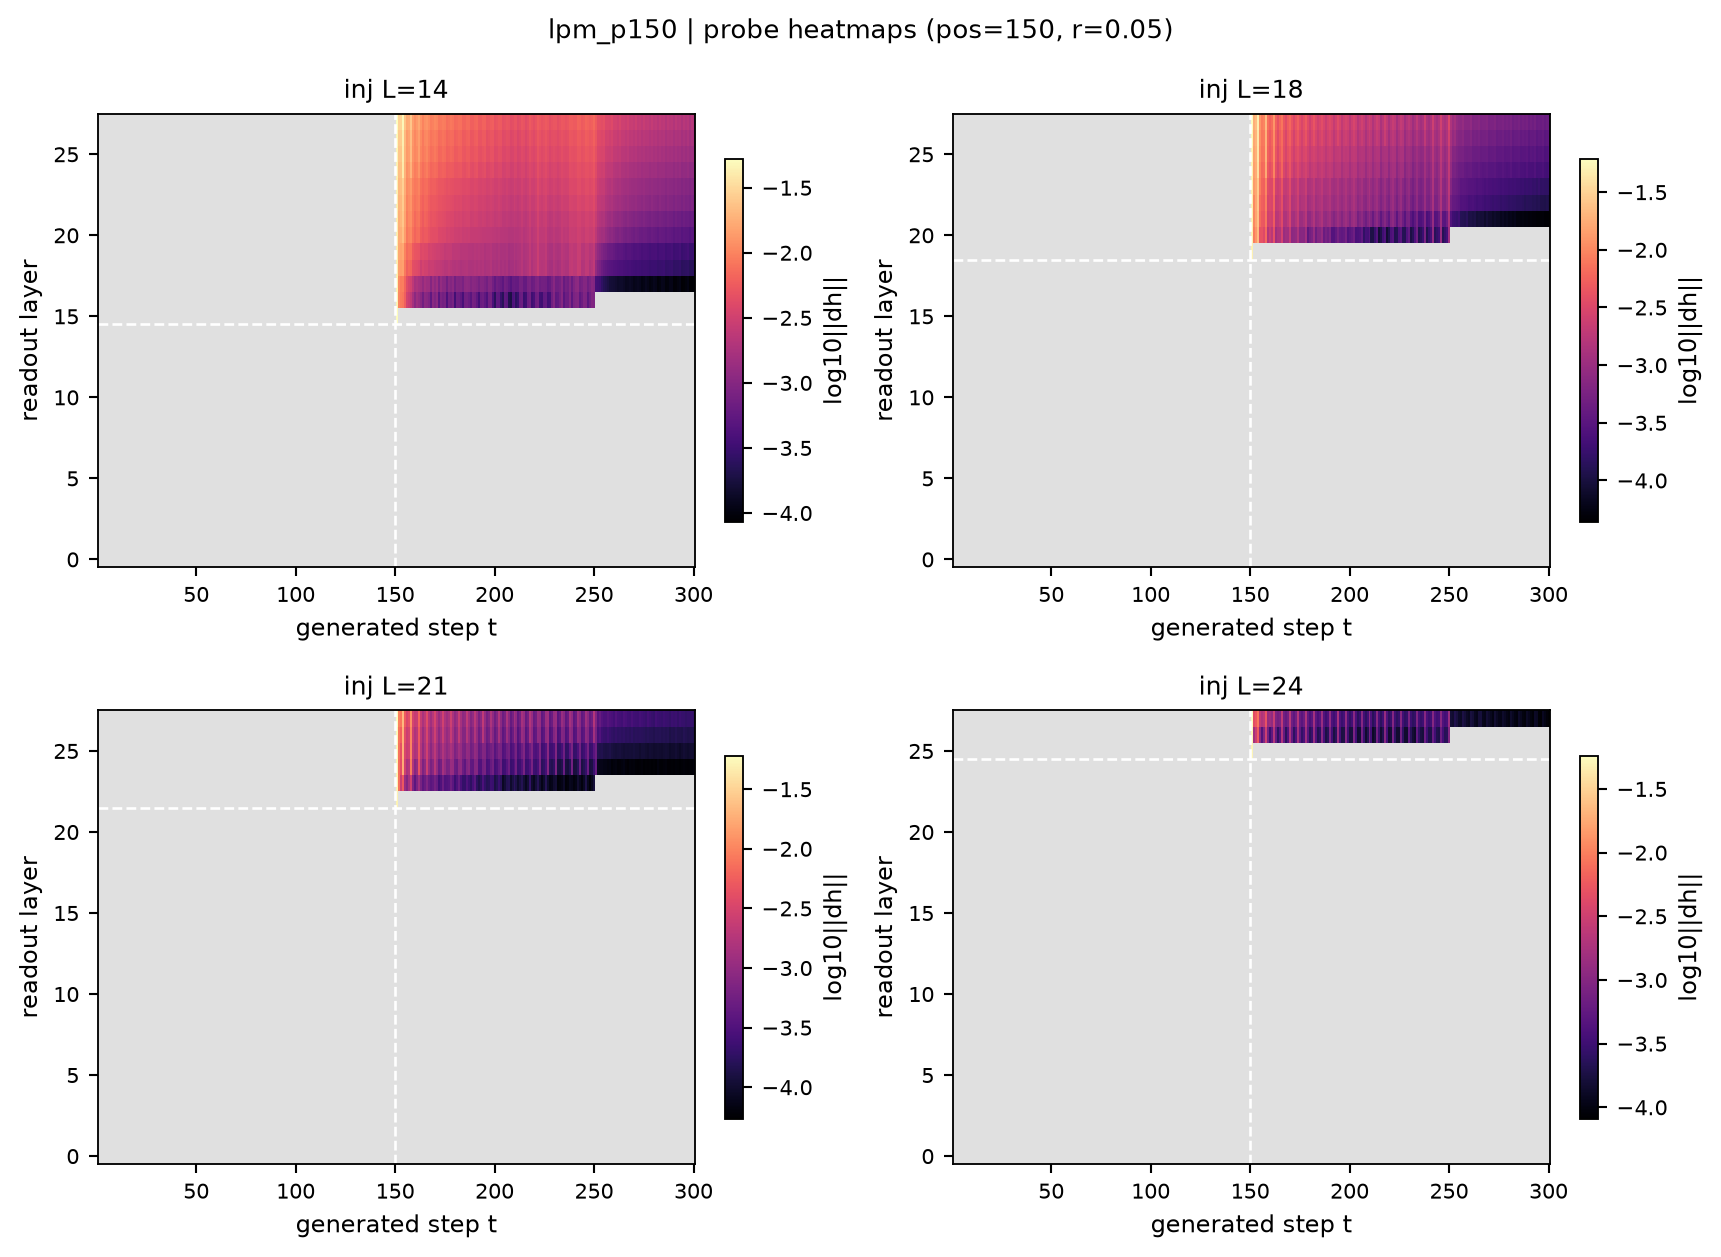 lpm_p150 | probe heatmaps (pos=150, r=0.05)
inj L=14
readout layer
25
20
15
10
5
0
50 100 150 200 250 300
generated step t
−1.5
−2.0
−2.5
−3.0
−3.5
−4.0
log10||dh||
inj L=18
readout layer
25
20
15
10
5
0
50 100 150 200 250 300
generated step t
−1.5
−2.0
−2.5
−3.0
−3.5
−4.0
log10||dh||
inj L=21
readout layer
25
20
15
10
5
0
50 100 150 200 250 300
generated step t
−1.5
−2.0
−2.5
−3.0
−3.5
−4.0
log10||dh||
inj L=24
readout layer
25
20
15
10
5
0
50 100 150 200 250 300
generated step t
−1.5
−2.0
−2.5
−3.0
−3.5
−4.0
log10||dh||